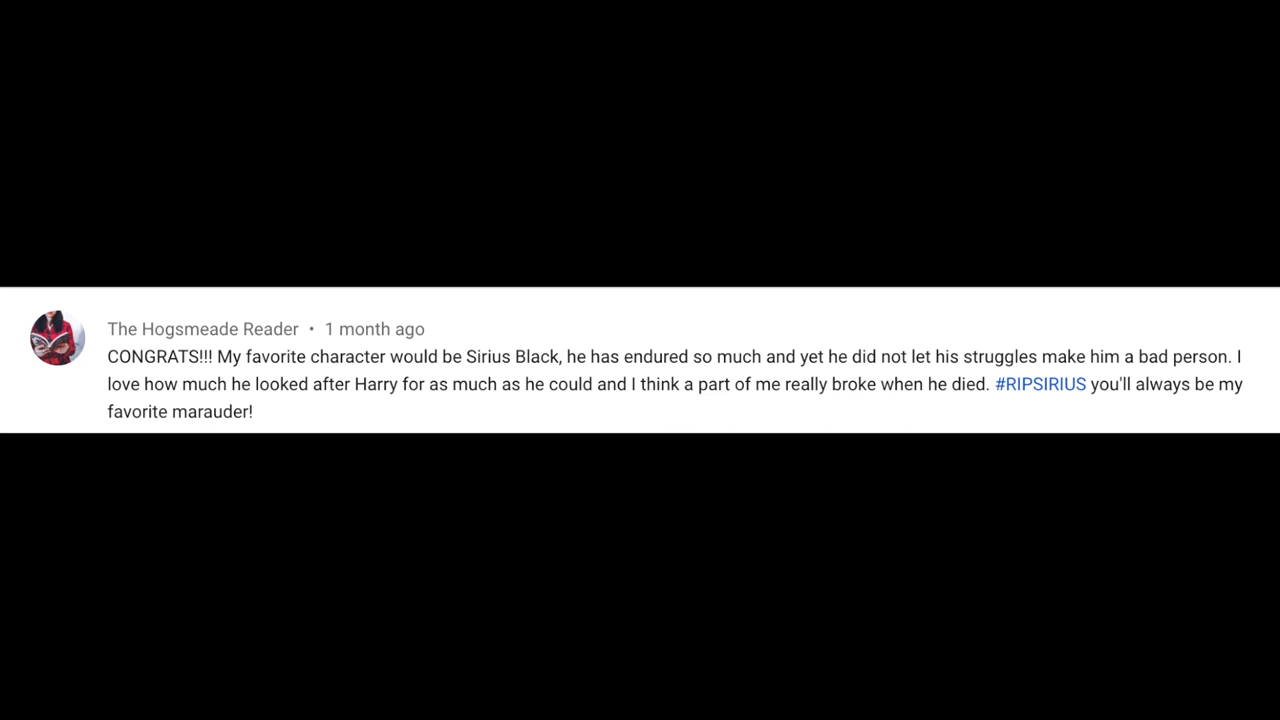 The Hogsmeade Reader • 1 month ago
CONGRATS!!! My favorite character would be Sirius Black, he has endured so much and yet he did not let his struggles make him a bad person. I
love how much he looked after Harry for as much as he could and I think a part of me really broke when he died. #RIPSIRIUS you'll always be my
favorite marauder!